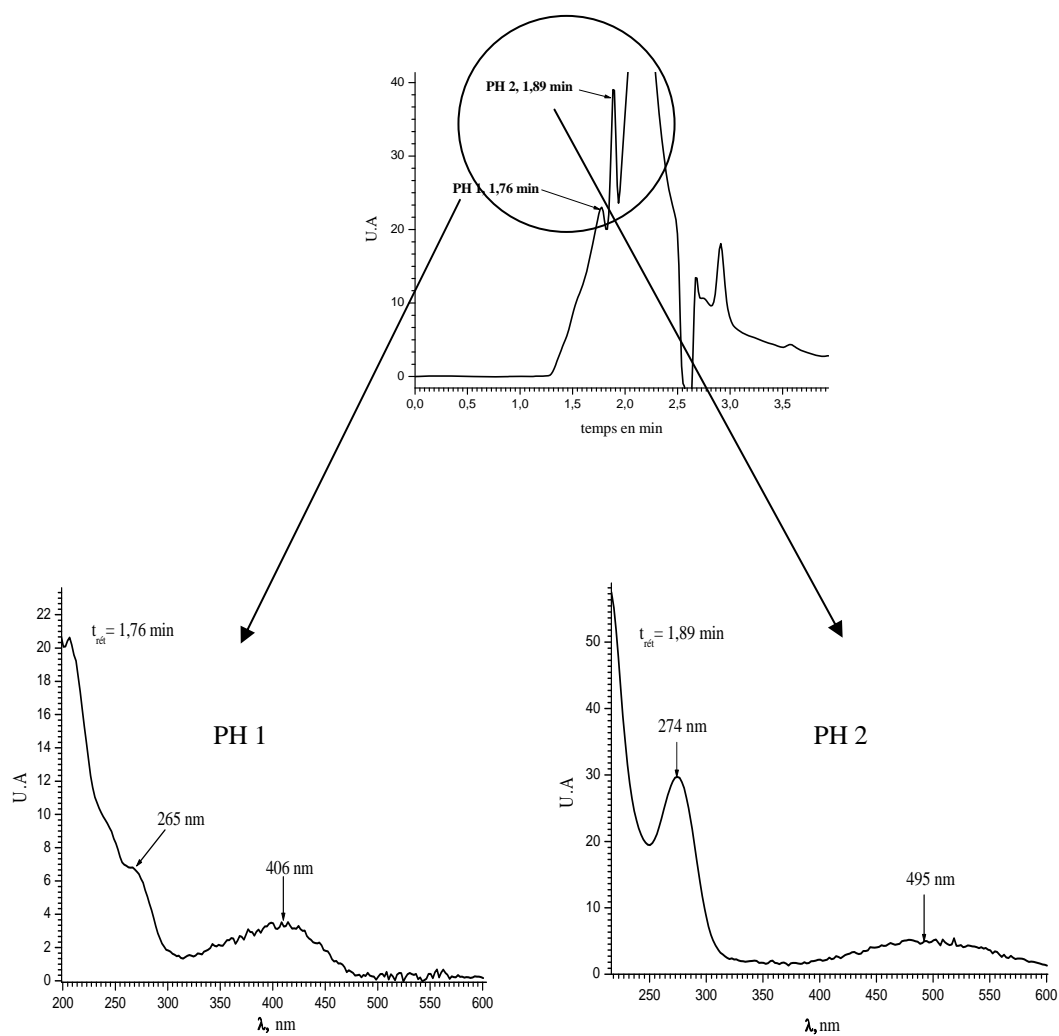 40
PH 2, 1,89 min
30
PH 1, 1,76 min
20
U.A
10
0
0,0 0,5 1,0 1,5 2,0 2,5 3,0 3,5
temps en min
22
t rét = 1,76 min
20
18
16
PH 1
14
12
U.A
10
265 nm
8
406 nm
6
4
2
0
200 250 300 350 400 450 500 550 600
λ, nm
t rét = 1,89 min
50
274 nm
PH 2
40
30
U.A
20
495 nm
10
0
250 300 350 400 450 500 550 600
λ, nm